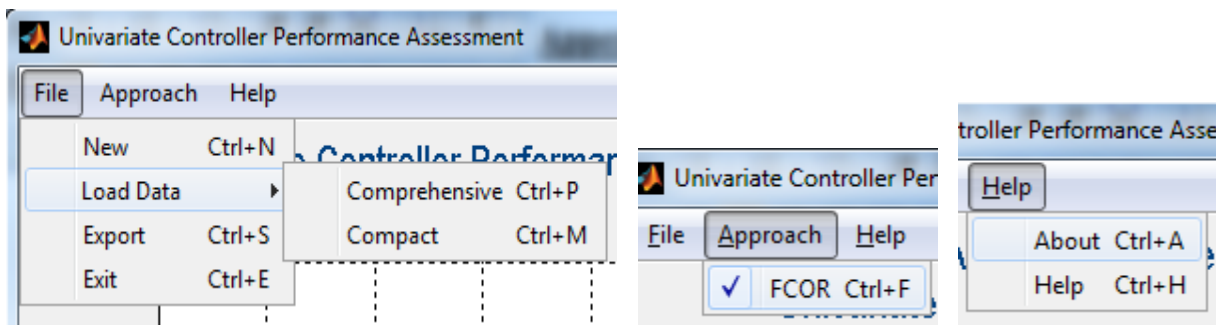 Univariate Controller Performance Assessment
File Approach Help
New Ctrl+N
Load Data
Comprehensive Ctrl+P
Compact Ctrl+M
Export Ctrl+S
Exit Ctrl+E
Controller
Univariate Controller Per
File Approach Help
FCOR Ctrl+F
troller Performance Asse
Help
About Ctrl+A
Help Ctrl+H